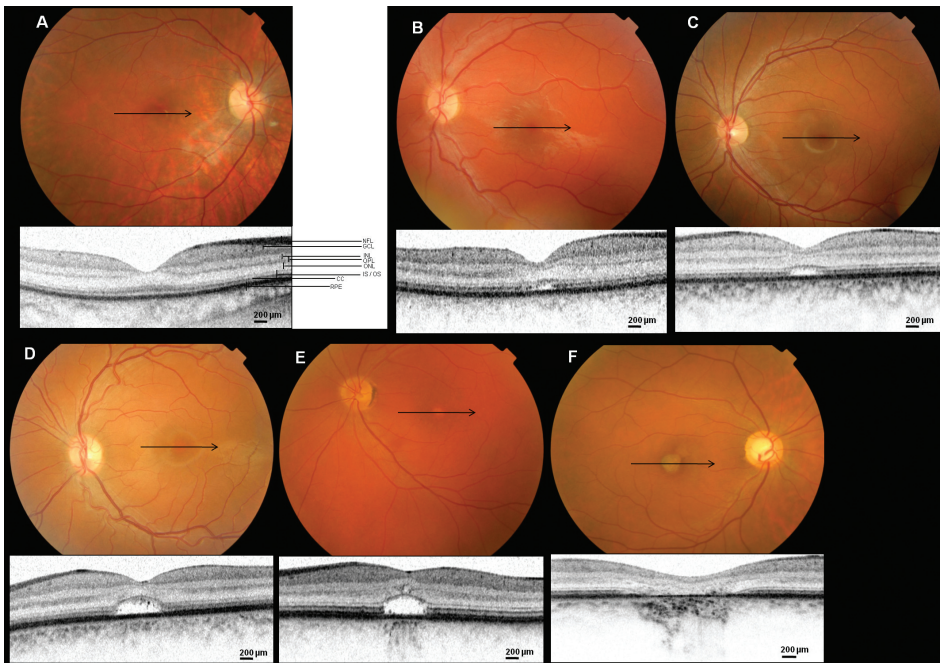 A
B
C
NFL
GCL
INL
OPL
ONL
IS / OS
CC
RPE
200 µm
200 µm
200 µm
D
E
F
200 µm
200 µm
200 µm